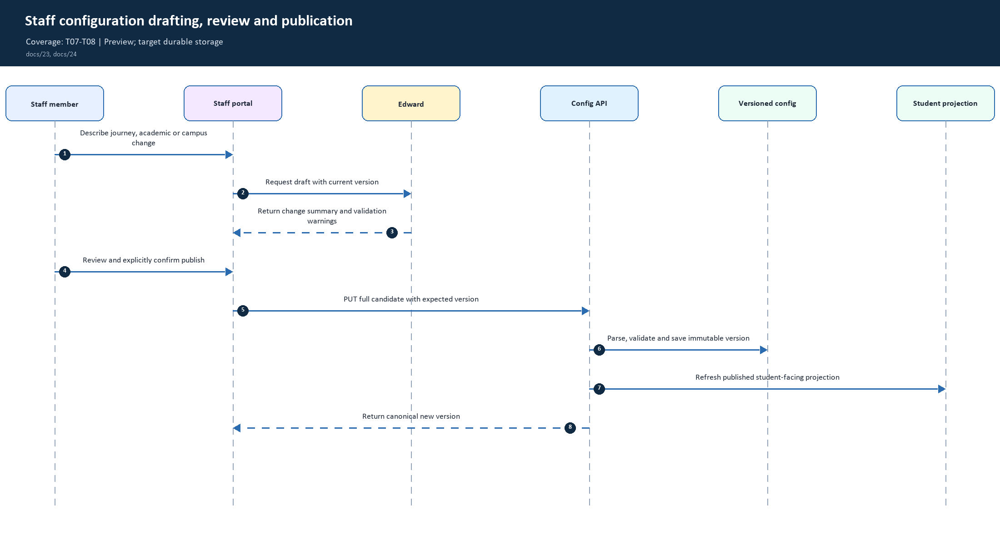 Staff configuration drafting, review and publication
Coverage: T07-T08 | Preview; target durable storage
docs/23, docs/24
Staff member
Staff portal
Edward
Config API
Versioned config
Student projection
Describe journey, academic or campus
change
1
Request draft with current version
2
Return change summary and validation
warnings
3
Review and explicitly confirm publish
4
PUT full candidate with expected version
5
Parse, validate and save immutable version
6
Refresh published student-facing projection
7
Return canonical new version
8